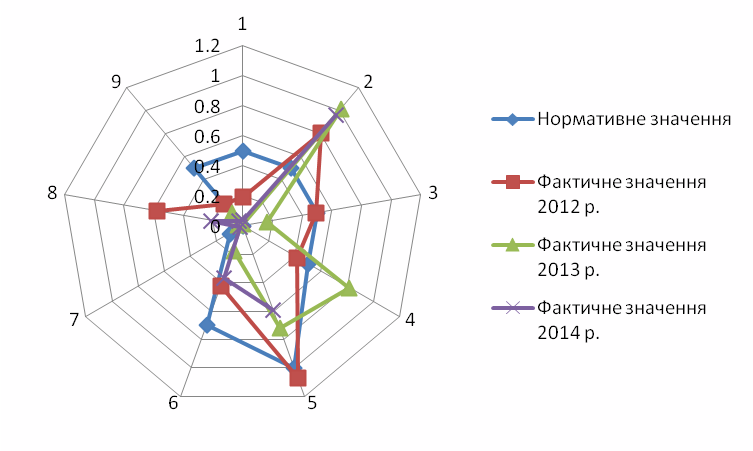 1
1.2
1
0.8
0.6
0.4
0.2
0
2
3
4
5
6
7
8
9
Нормативне значення
Фактичне значення
2012 р.
Фактичне значення
2013 р.
Фактичне значення
2014 р.